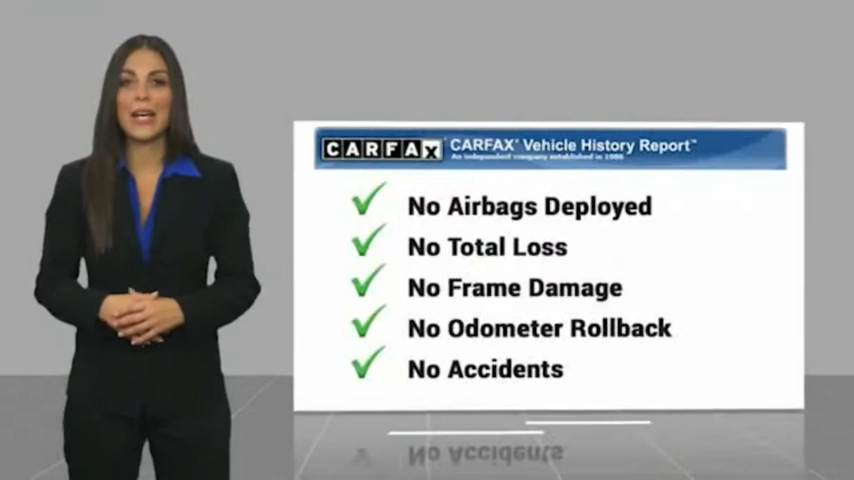 CARFAX CARFAX® Vehicle History Report™
An independent company established in 1986
No Airbags Deployed
No Total Loss
No Frame Damage
No Odometer Rollback
No Accidents
No Accidents